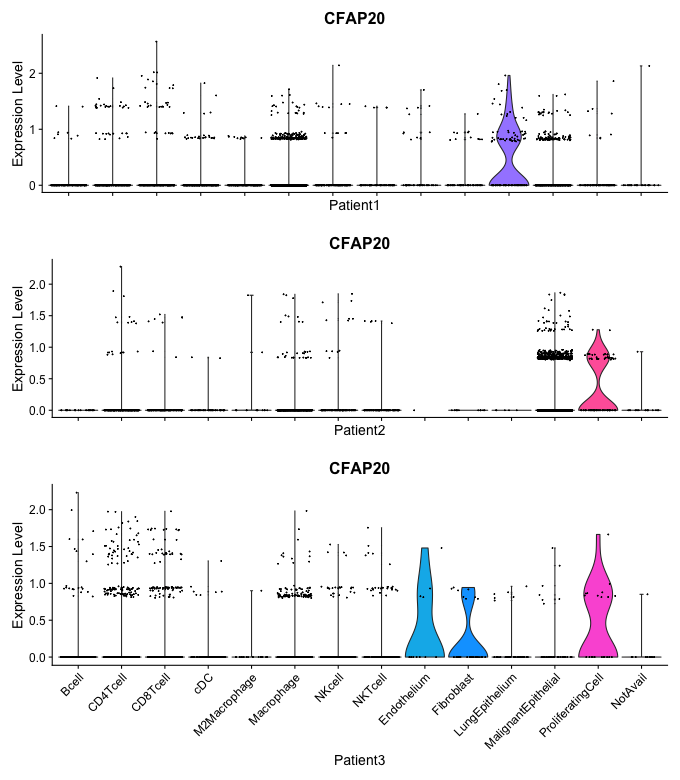 CFAP20
Expression Level
2
1
0
Patient1
CFAP20
Expression Level
2.0
1.5
1.0
0.5
0.0
Patient2
CFAP20
Expression Level
2.0
1.5
1.0
0.5
0.0
Bcell
CD4Tcell
CD8Tcell
cDC
M2Macrophage
Macrophage
NKcell
NKTcell
Endothelium
Fibroblast
LungEpithelium
MalignantEpithelial
ProliferatingCell
NotAvail
Patient3